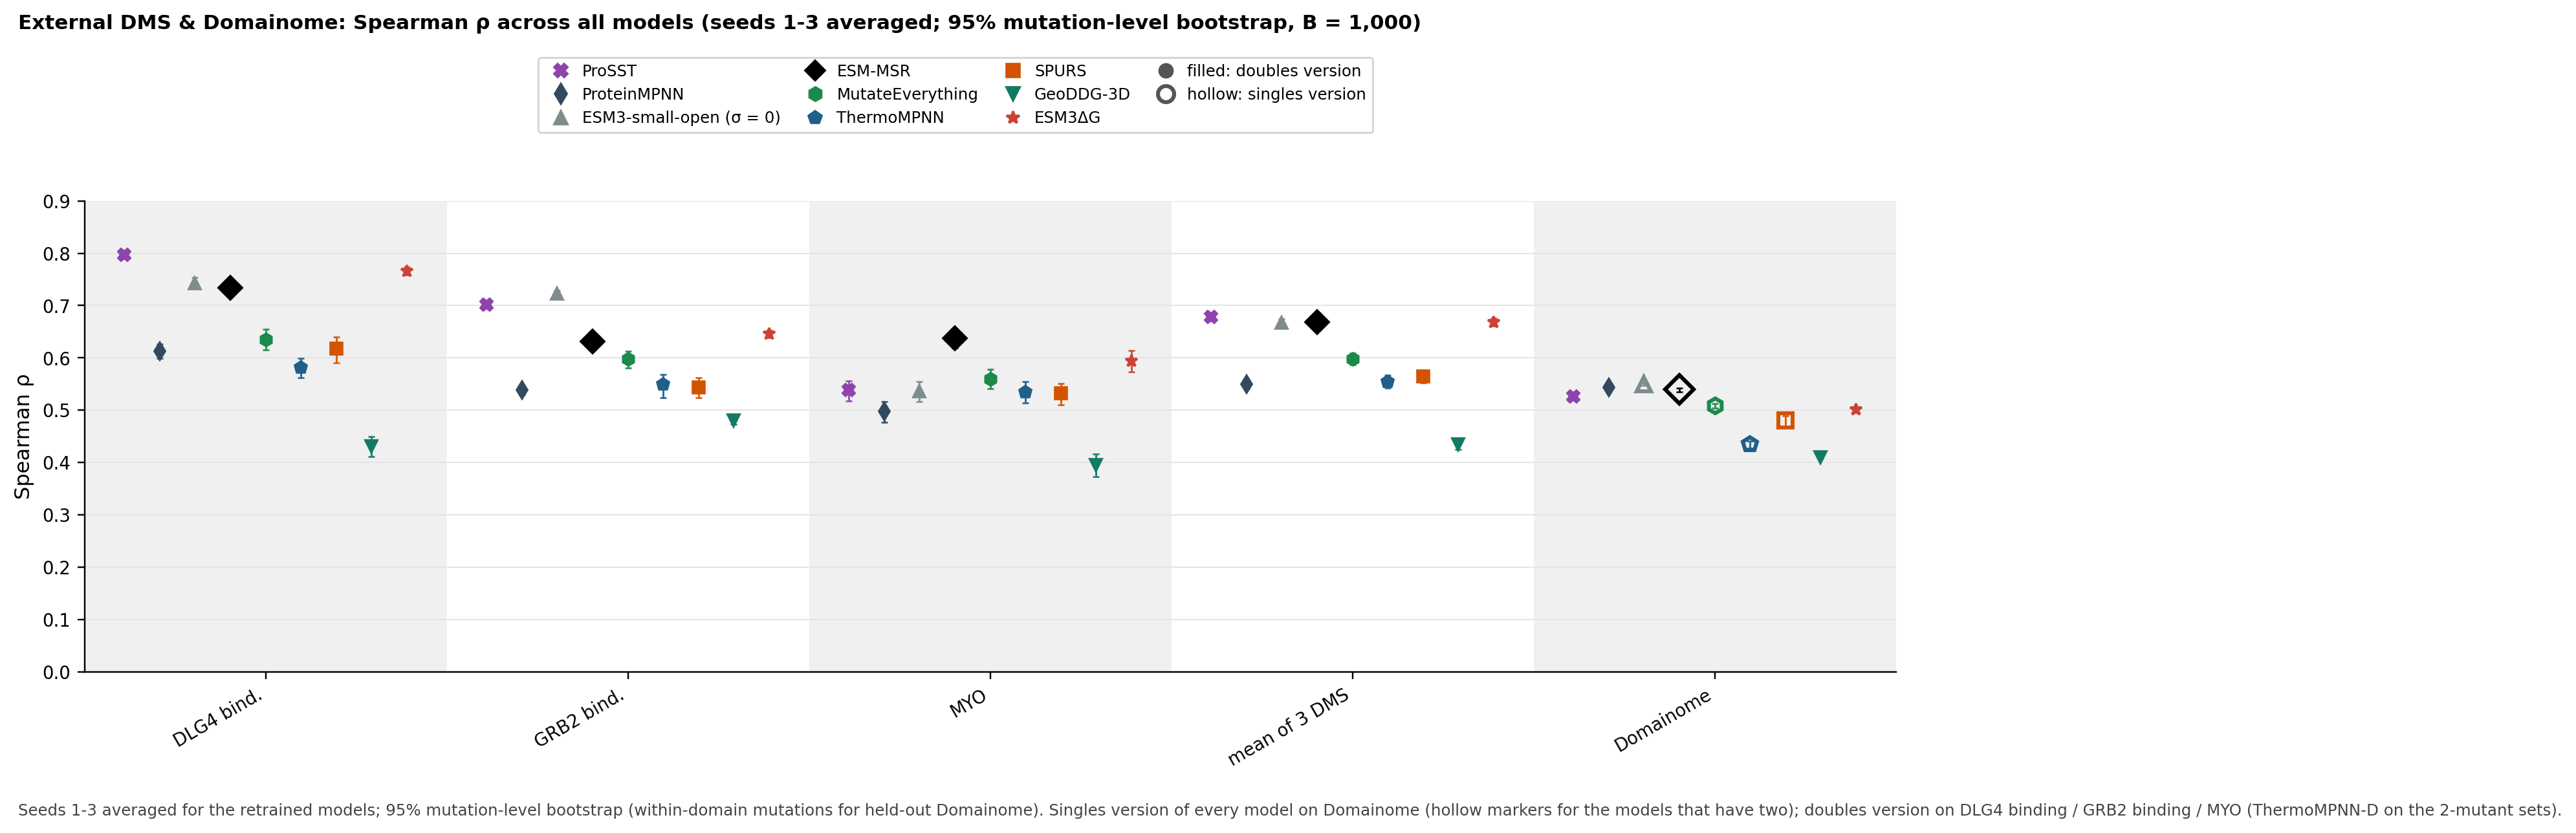 External DMS & Domainome: Spearman ρ across all models (seeds 1-3 averaged; 95% mutation-level bootstrap, B = 1,000)
ProSST
ProteinMPNN
ESM3-small-open (σ = 0)
ESM-MSR
MutateEverything
ThermoMPNN
SPURS
GeoDDG-3D
ESM3ΔG
filled: doubles version
hollow: singles version
Spearman ρ
0.9
0.8
0.7
0.6
0.5
0.4
0.3
0.2
0.1
0.0
DLG4 bind.
GRB2 bind.
MYO
mean of 3 DMS
Domainome
Seeds 1-3 averaged for the retrained models; 95% mutation-level bootstrap (within-domain mutations for held-out Domainome). Singles version of every model on Domainome (hollow markers for the models that have two); doubles version on DLG4 binding / GRB2 binding / MYO (ThermoMPNN-D on the 2-mutant sets).